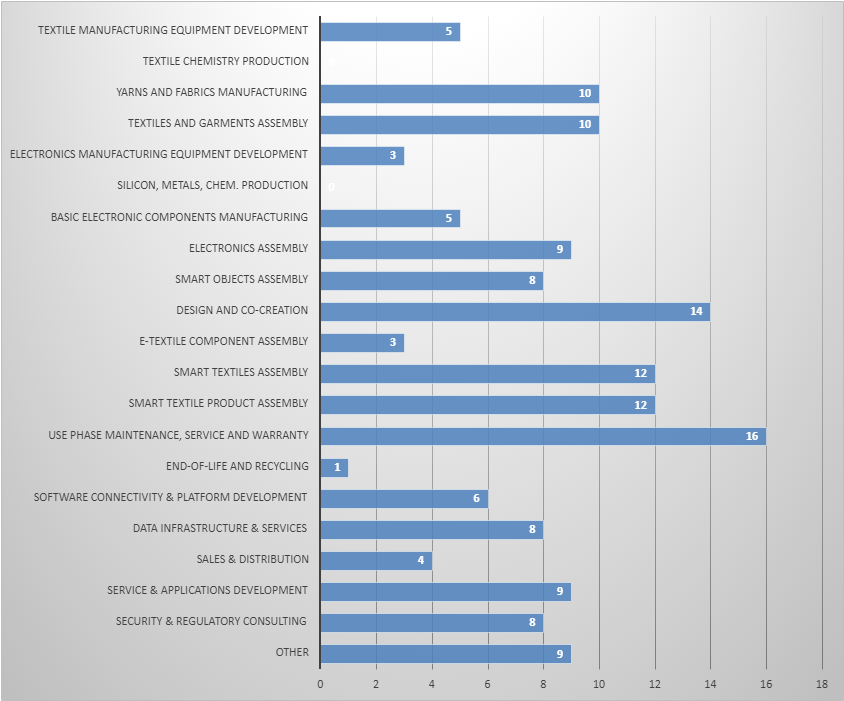 TEXTILE MANUFACTURING EQUIPMENT DEVELOPMENT 5
TEXTILE CHEMISTRY PRODUCTION
YARNS AND FABRICS MANUFACTURING 10
TEXTILES AND GARMENTS ASSEMBLY 10
ELECTRONICS MANUFACTURING EQUIPMENT DEVELOPMENT 3
SILICON, METALS, CHEM. PRODUCTION 0
BASIC ELECTRONIC COMPONENTS MANUFACTURING 5
ELECTRONICS ASSEMBLY 9
SMART OBJECTS ASSEMBLY 8
DESIGN AND CO-CREATION 14
E-TEXTILE COMPONENT ASSEMBLY 3
SMART TEXTILES ASSEMBLY 12
SMART TEXTILE PRODUCT ASSEMBLY 12
USE PHASE MAINTENANCE, SERVICE AND WARRANTY 16
END-OF-LIFE AND RECYCLING 1
SOFTWARE CONNECTIVITY & PLATFORM DEVELOPMENT 6
DATA INFRASTRUCTURE & SERVICES 8
SALES & DISTRIBUTION 4
SERVICE & APPLICATIONS DEVELOPMENT 9
SECURITY & REGULATORY CONSULTING 8
OTHER 9
0 2 4 6 8 10 12 14 16 18